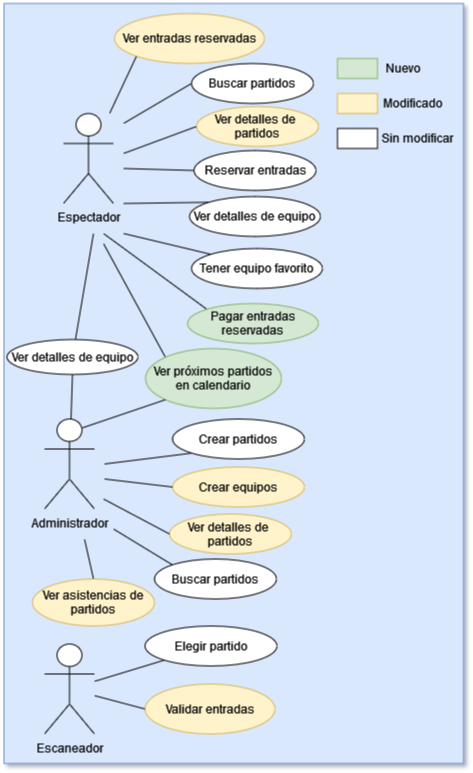 Ver entradas reservadas
Buscar partidos
Nuevo
Modificado
Sin modificar
Ver detalles de
partidos
Reservar entradas
Espectador
Ver detalles de equipo
Tener equipo favorito
Pagar entradas
reservadas
Ver detalles de equipo
Ver próximos partidos
en calendario
Crear partidos
Crear equipos
Administrador
Ver detalles de
partidos
Buscar partidos
Ver asistencias de
partidos
Elegir partido
Validar entradas
Escaneador